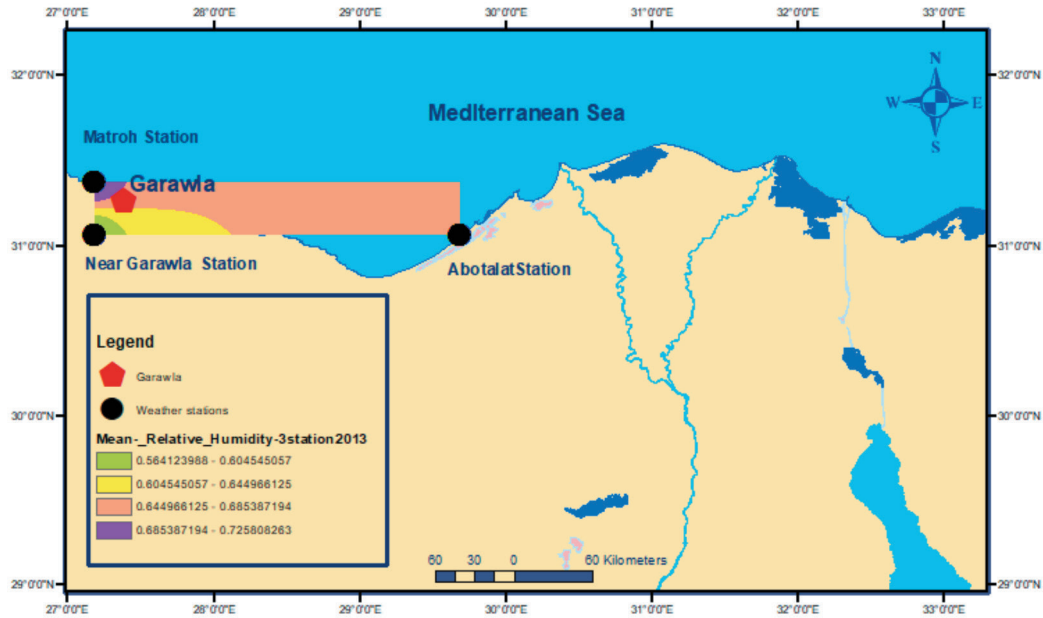 27°0'0"E 28°0'0"E 29°0'0"E 30°0'0"E 31°0'0"E 32°0'0"E 33°0'0"E
32°0'0"N 32°0'0"N
N
W E
S
Mediterranean Sea
Matroh Station
Garawla
31°0'0"N 31°0'0"N
Near Garawla Station
AbotalatStation
Legend
Garawla
Weather stations
Mean-_Relative_Humidity-3station2013
0.564123988 - 0.604545057
0.604545057 - 0.644966125
0.644966125 - 0.685387194
0.685387194 - 0.725808263
30°0'0"N 30°0'0"N
60 30 0 60 Kilometers
29°0'0"N 29°0'0"N
27°0'0"E 28°0'0"E 29°0'0"E 30°0'0"E 31°0'0"E 32°0'0"E 33°0'0"E